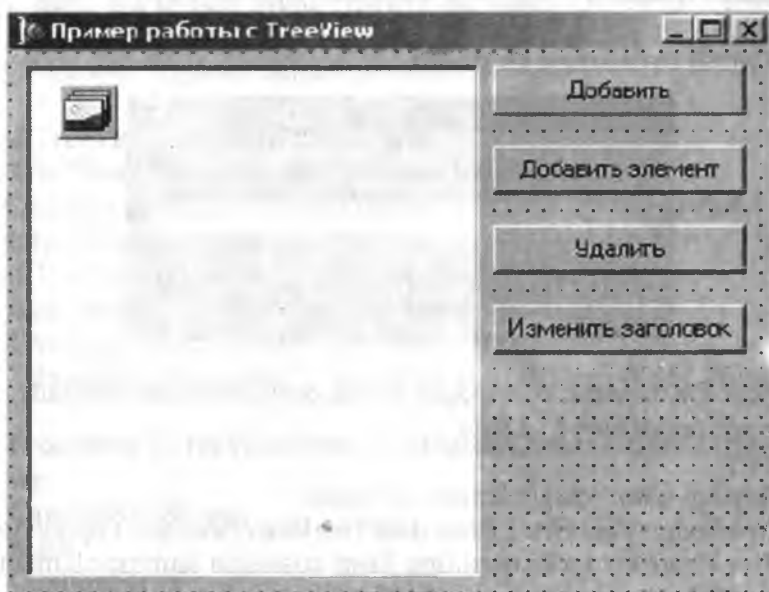 Пример работы с TreeView
Добавить
Добавить элемент
Удалить
Изменить заголовок